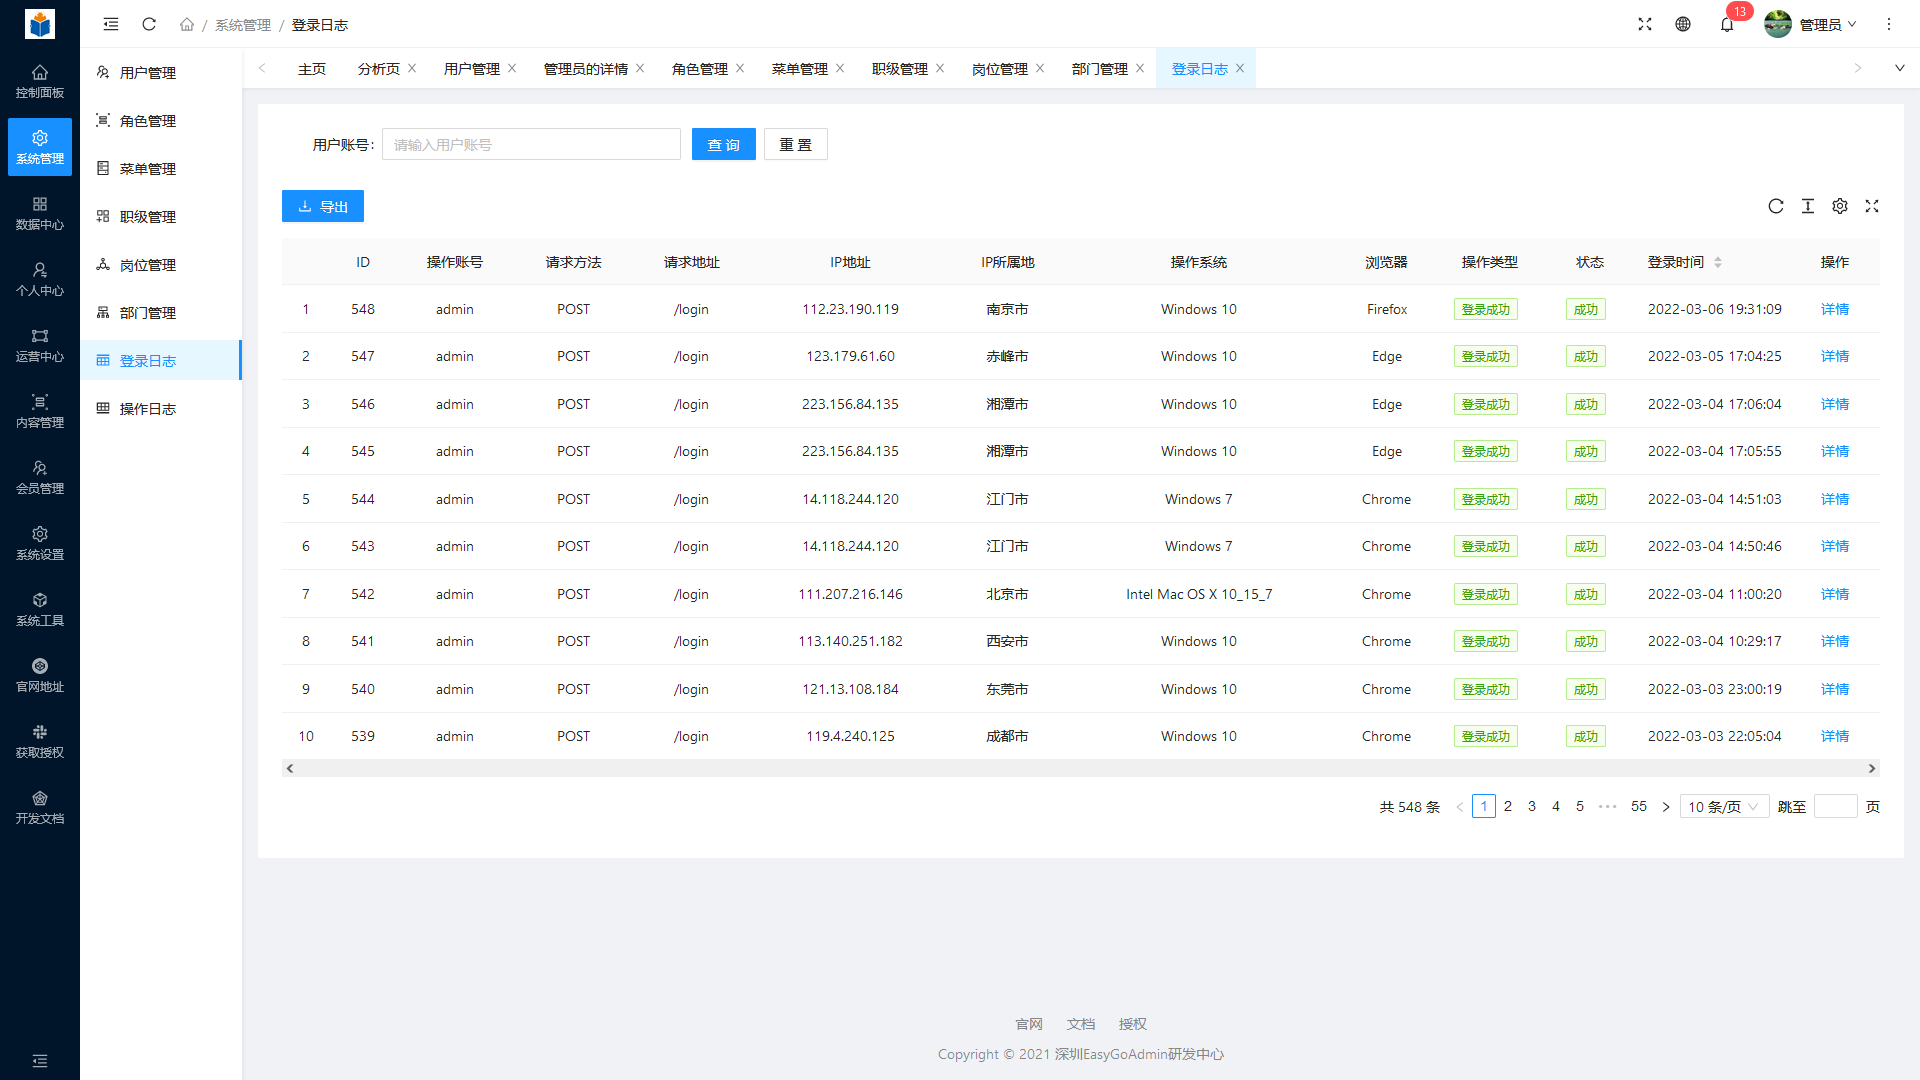 / 系统管理 / 登录日志
13
管理员
控制面板
系统管理
数据中心
个人中心
运营中心
内容管理
会员管理
系统设置
系统工具
官网地址
获取授权
开发文档
用户管理
角色管理
菜单管理
职级管理
岗位管理
部门管理
登录日志
操作日志
主页 分析页 用户管理 管理员的详情 角色管理 菜单管理 职级管理 岗位管理 部门管理 登录日志
用户账号: 请输入用户账号 查 询 重 置
导出
ID 操作账号 请求方法 请求地址 IP地址 IP所属地 操作系统 浏览器 操作类型 状态 登录时间 操作
1 548 admin POST /login 112.23.190.119 南京市 Windows 10 Firefox 登录成功 成功 2022-03-06 19:31:09 详情
2 547 admin POST /login 123.179.61.60 赤峰市 Windows 10 Edge 登录成功 成功 2022-03-05 17:04:25 详情
3 546 admin POST /login 223.156.84.135 湘潭市 Windows 10 Edge 登录成功 成功 2022-03-04 17:06:04 详情
4 545 admin POST /login 223.156.84.135 湘潭市 Windows 10 Edge 登录成功 成功 2022-03-04 17:05:55 详情
5 544 admin POST /login 14.118.244.120 江门市 Windows 7 Chrome 登录成功 成功 2022-03-04 14:51:03 详情
6 543 admin POST /login 14.118.244.120 江门市 Windows 7 Chrome 登录成功 成功 2022-03-04 14:50:46 详情
7 542 admin POST /login 111.207.216.146 北京市 Intel Mac OS X 10_15_7 Chrome 登录成功 成功 2022-03-04 11:00:20 详情
8 541 admin POST /login 113.140.251.182 西安市 Windows 10 Chrome 登录成功 成功 2022-03-04 10:29:17 详情
9 540 admin POST /login 121.13.108.184 东莞市 Windows 10 Chrome 登录成功 成功 2022-03-03 23:00:19 详情
10 539 admin POST /login 119.4.240.125 成都市 Windows 10 Chrome 登录成功 成功 2022-03-03 22:05:04 详情
共 548 条 1 2 3 4 5 ••• 55 10 条/页 跳至 页
官网 文档 授权
Copyright © 2021 深圳EasyGoAdmin研发中心